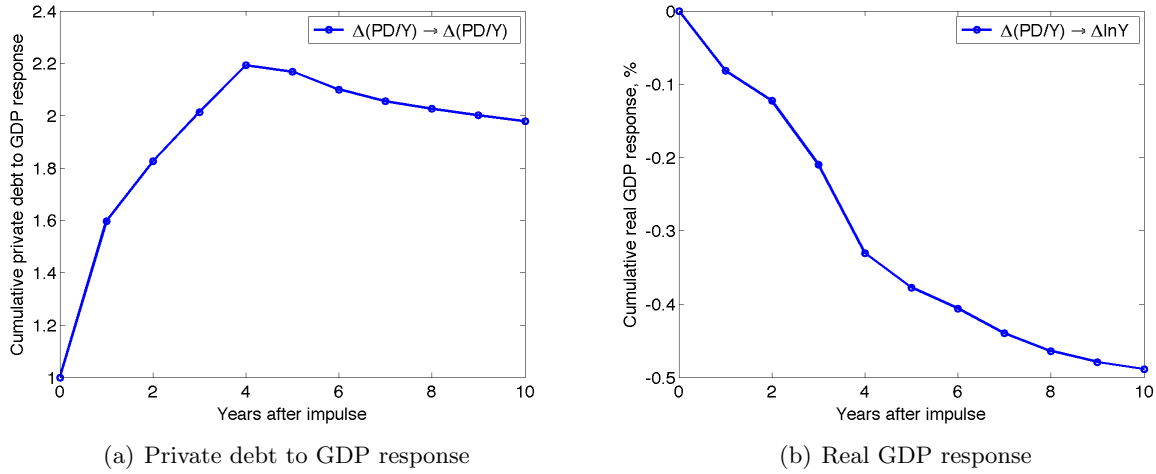 2.4
2.2
2
1.8
1.6
1.4
1.2
1
0 2 4 6 8 10
Cumulative private debt to GDP response
Years after impulse
Δ(PD/Y) → Δ(PD/Y)
(a) Private debt to GDP response
0
-0.1
-0.2
-0.3
-0.4
-0.5
0 2 4 6 8 10
Cumulative real GDP response, %
Years after impulse
Δ(PD/Y) → ΔlnY
(b) Real GDP response